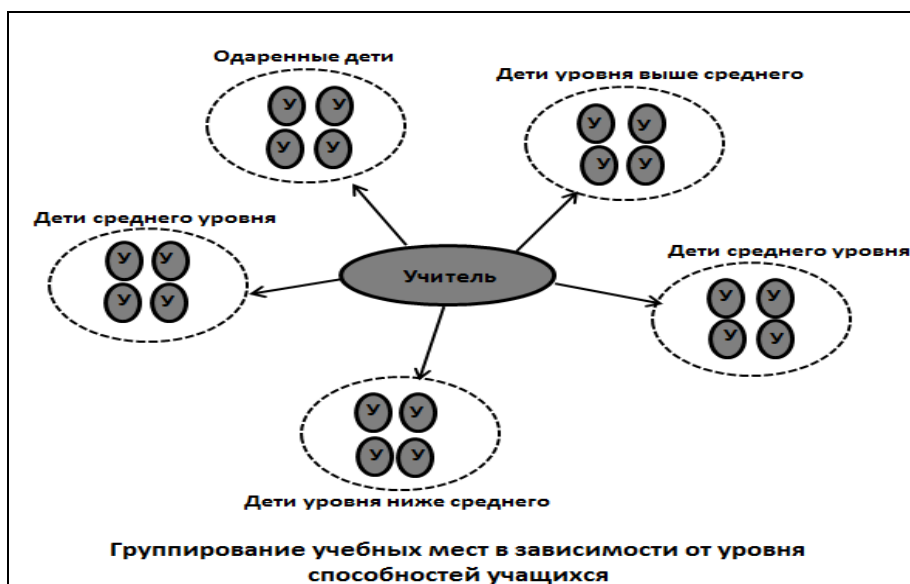 Одаренные дети
У У
У У
Дети уровня выше среднего
У У
У У
Дети среднего уровня
У У
У У
Учитель
Дети среднего уровня
У У
У У
У У
У У
Дети уровня ниже среднего
Группирование учебных мест в зависимости от уровня
способностей учащихся